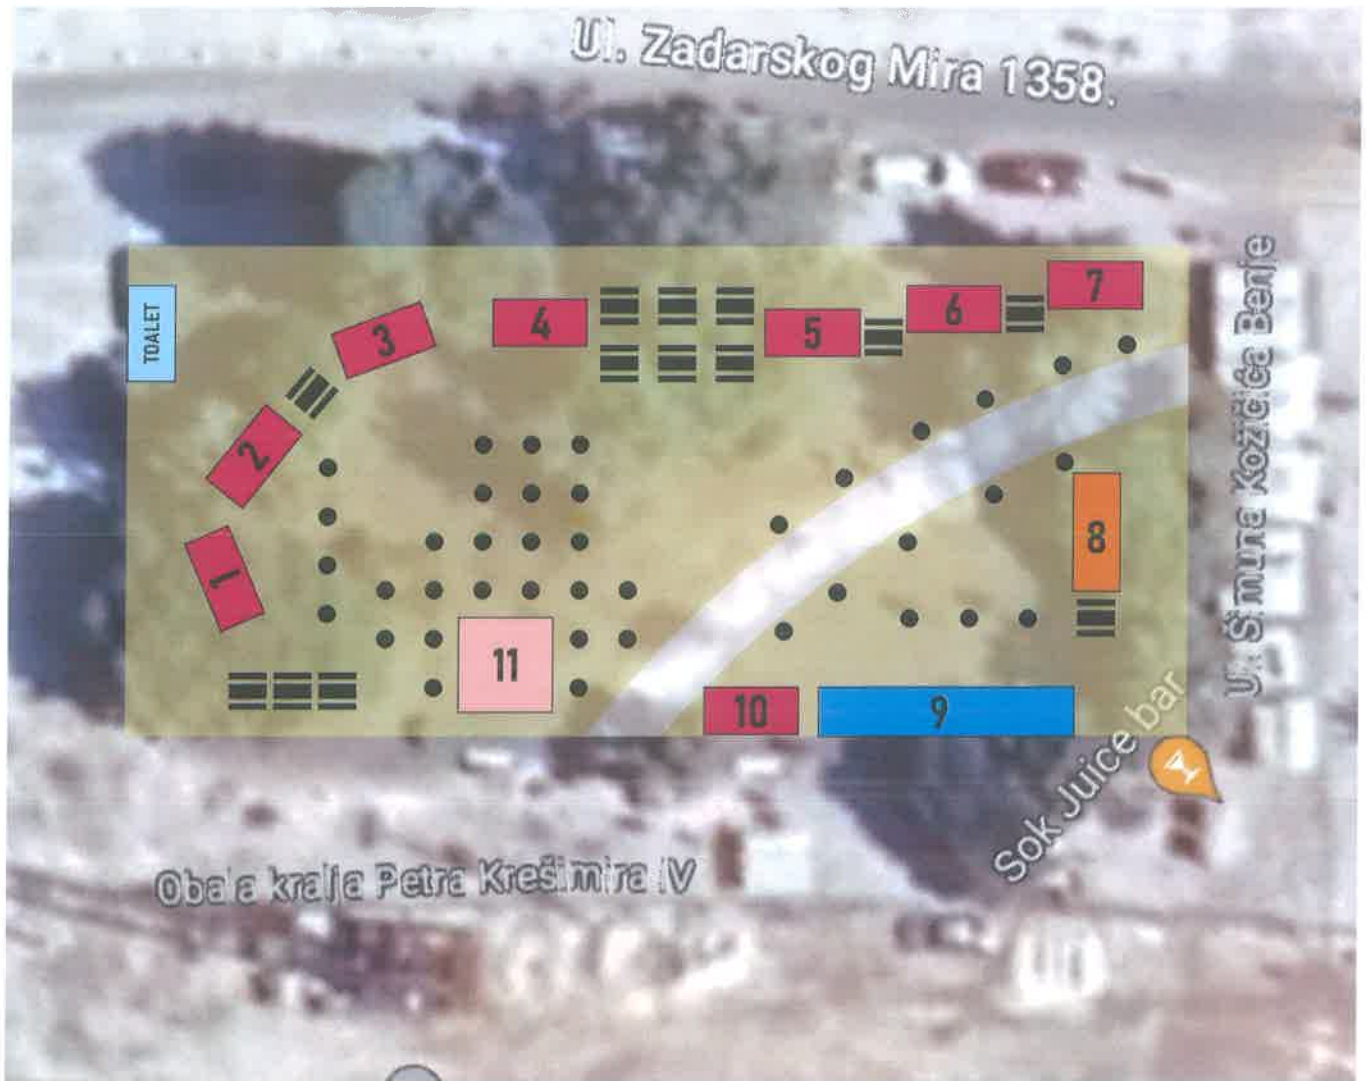 Ul. Zadarskog Mira 1358.
TOALET
3
4
5
6
7
2
1
8
11
10
9
Ul. Šimuna Kožičića Benje
Sok Juice bar
Obala kralja Petra Krešimira IV